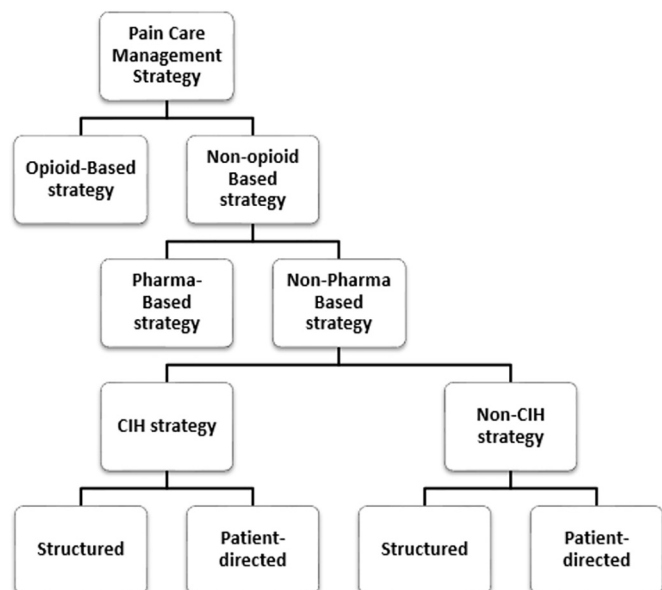 Pain Care
Management
Strategy
Opioid-Based
strategy
Non-opioid
Based
strategy
Pharma-
Based
strategy
Non-Pharma
Based
strategy
CIH strategy
Non-CIH
strategy
Structured
Patient-
directed
Structured
Patient-
directed